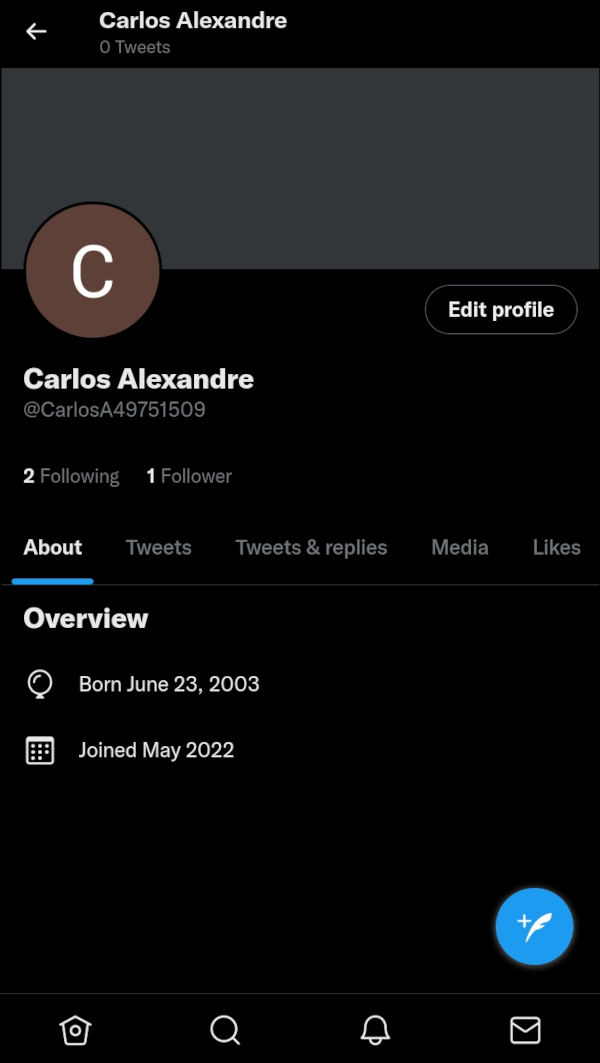 Carlos Alexandre
0 Tweets
C
Edit profile
Carlos Alexandre
@CarlosA49751509
2 Following 1 Follower
About Tweets Tweets & replies Media Likes
Overview
Born June 23, 2003
Joined May 2022